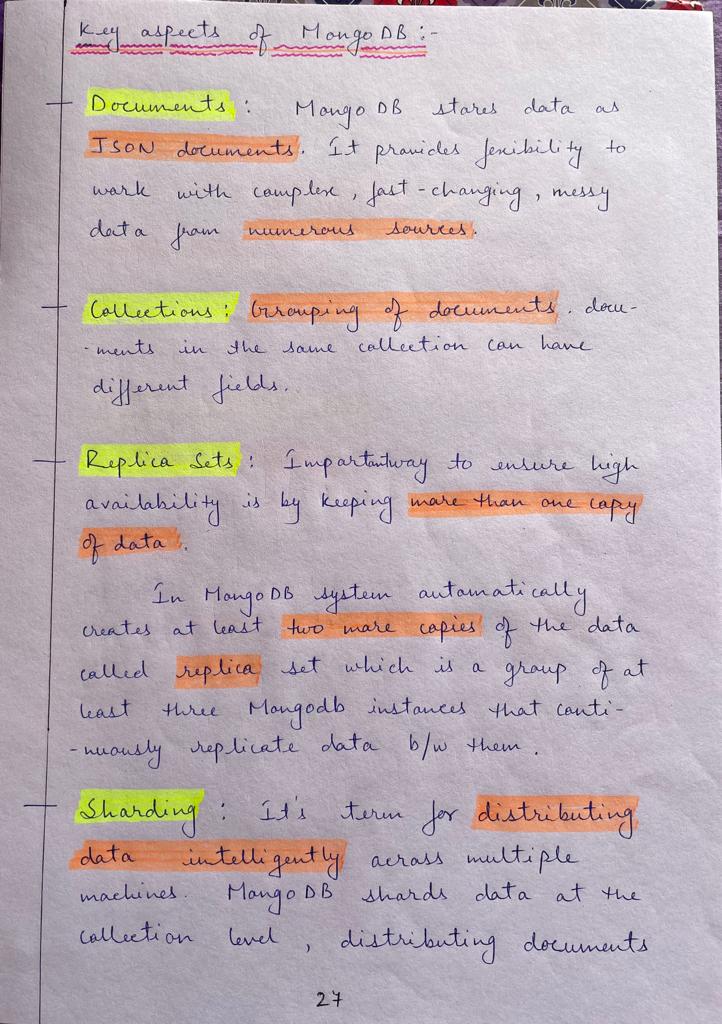 Key aspects of MongoDB :-
Documents : MongoDB stores data as
JSON documents. It provides fexibility to
work with complex, fast-changing, messy
data from numerous sources.
Collections : Grouping of documents. docu-
-ments in the same collection can have
different fields.
Replica Sets : Importantway to ensure high
availability is by keeping more than one copy
of data.
In MongoDB system automatically
creates at least two more copies of the data
called replica set which is a group of at
least three Mongodb instances that conti-
-nuously replicate data b/w them.
Sharding : It's term for distributing
data intelligently across multiple
machines. MongoDB shards data at the
collection level, distributing documents
27